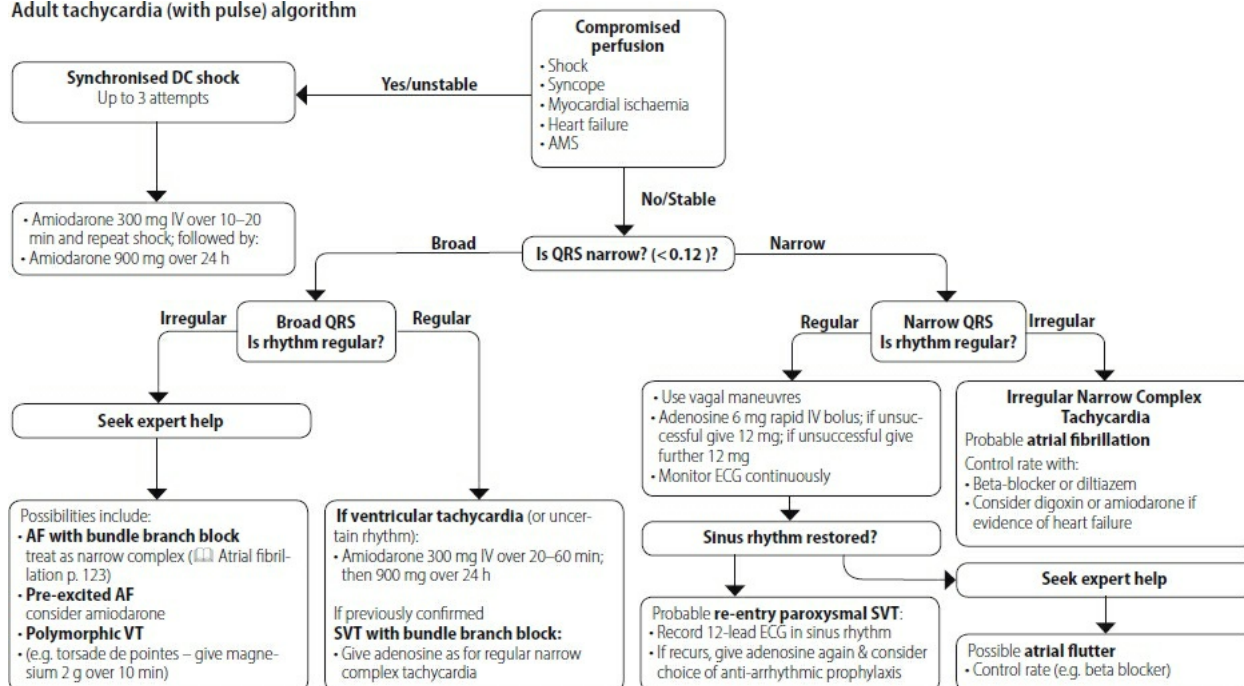 Adult tachycardia (with pulse) algorithm
Compromised
perfusion
• Shock
• Syncope
• Myocardial ischaemia
• Heart failure
• AMS
Yes/unstable
Synchronised DC shock
Up to 3 attempts
• Amiodarone 300 mg IV over 10–20
min and repeat shock; followed by:
• Amiodarone 900 mg over 24 h
No/Stable
Is QRS narrow? (< 0.12 )?
Broad
Narrow
Broad QRS
Is rhythm regular?
Irregular
Regular
Seek expert help
Possibilities include:
• AF with bundle branch block
treat as narrow complex (📖 Atrial fibril-
lation p. 123)
• Pre-excited AF
consider amiodarone
• Polymorphic VT
• (e.g. torsade de pointes – give magne-
sium 2 g over 10 min)
If ventricular tachycardia (or uncer-
tain rhythm):
• Amiodarone 300 mg IV over 20–60 min;
then 900 mg over 24 h
If previously confirmed
SVT with bundle branch block:
• Give adenosine as for regular narrow
complex tachycardia
Narrow QRS
Is rhythm regular?
Regular
Irregular
• Use vagal maneuvres
• Adenosine 6 mg rapid IV bolus; if unsuc-
cessful give 12 mg; if unsuccessful give
further 12 mg
• Monitor ECG continuously
Irregular Narrow Complex
Tachycardia
Probable atrial fibrillation
Control rate with:
• Beta-blocker or diltiazem
• Consider digoxin or amiodarone if
evidence of heart failure
Sinus rhythm restored?
Probable re-entry paroxysmal SVT:
• Record 12-lead ECG in sinus rhythm
• If recurs, give adenosine again & consider
choice of anti-arrhythmic prophylaxis
Seek expert help
Possible atrial flutter
• Control rate (e.g. beta blocker)